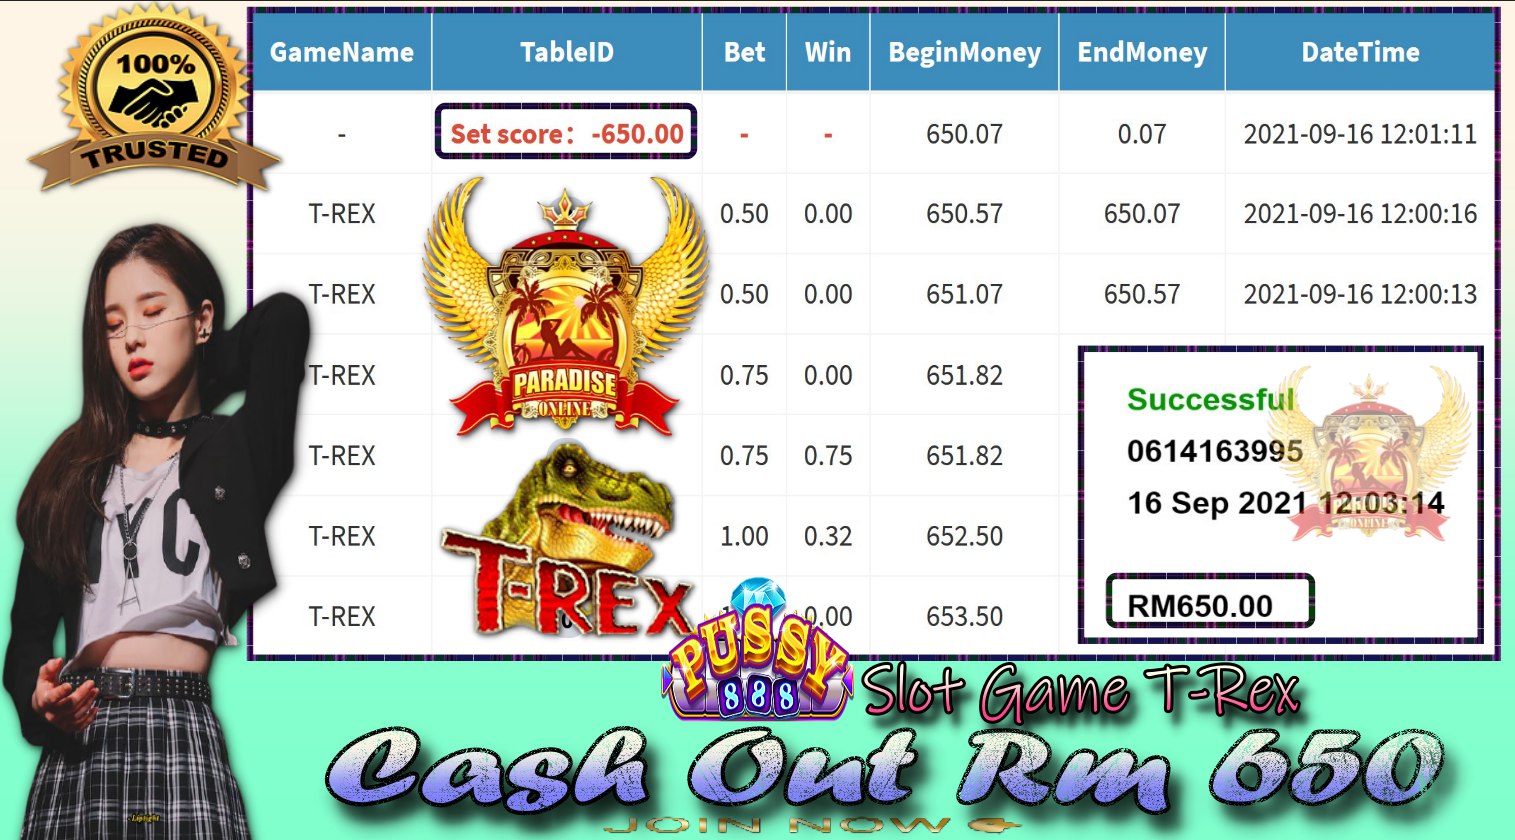 100%
TRUSTED
GameName TableID Bet Win BeginMoney EndMoney DateTime
- Set score: -650.00 - - 650.07 0.07 2021-09-16 12:01:11
T-REX 0.50 0.00 650.57 650.07 2021-09-16 12:00:16
T-REX 0.50 0.00 651.07 650.57 2021-09-16 12:00:13
T-REX 0.75 0.00 651.82
T-REX 0.75 0.75 651.82
T-REX 1.00 0.32 652.50
T-REX 0.00 653.50
PARADISE
ONLINE
T-REX
Successful
0614163995
16 Sep 2021 12:03:14
ONLINE
RM650.00
NYC
PUSSY
888
Slot Game T-Rex
Cash Out Rm 650
JOIN NOW